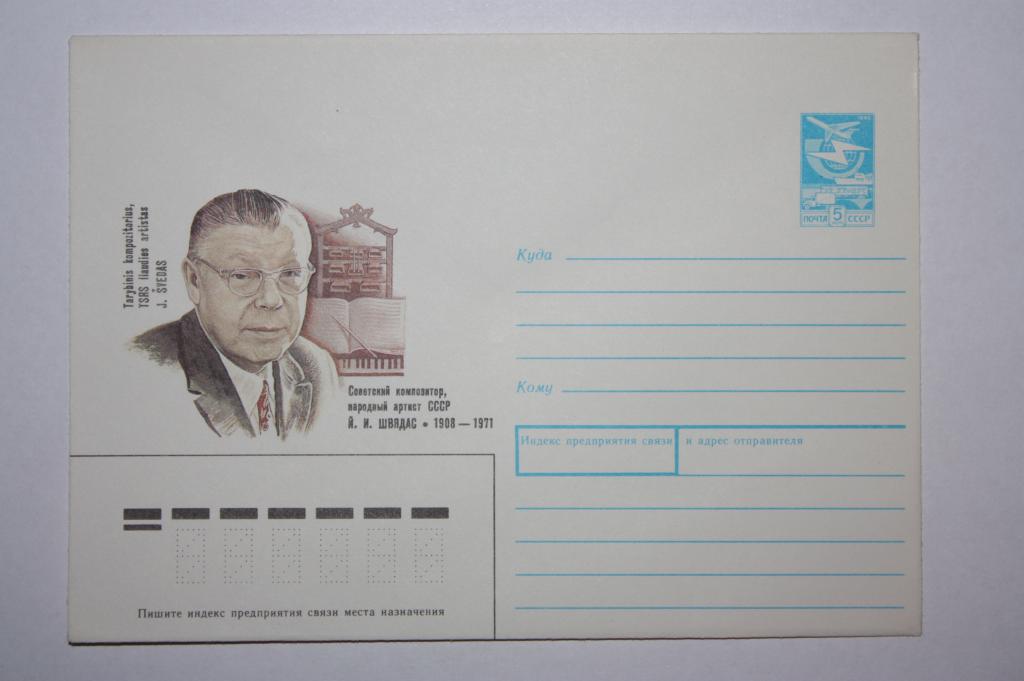 Tarybinis kompozitorius,
TSRS liaudies artistas
J. ŠVEDAS
Советский композитор,
народный артист СССР
Й. И. ШВЯДАС • 1908 — 1971
ПОЧТА 5 СССР
Куда
Кому
Индекс предприятия связи и адрес отправителя
Пишите индекс предприятия связи места назначения